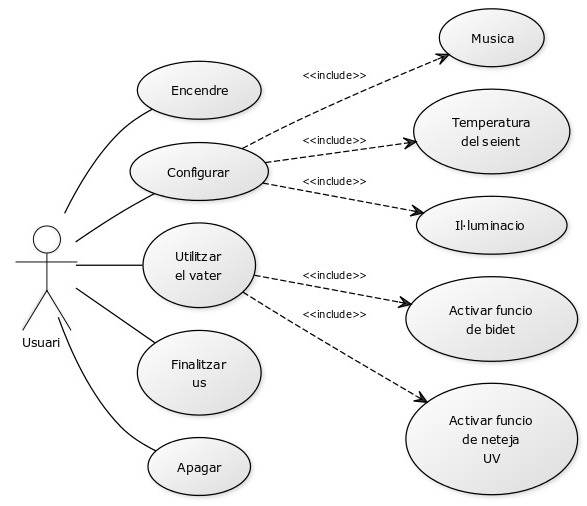 Musica
<<include>>
Encendre
Temperatura
del seient
<<include>>
Configurar
<<include>>
Il·luminacio
Utilitzar
el vater
<<include>>
Activar funcio
de bidet
<<include>>
Usuari
Finalitzar
us
Activar funcio
de neteja
UV
Apagar